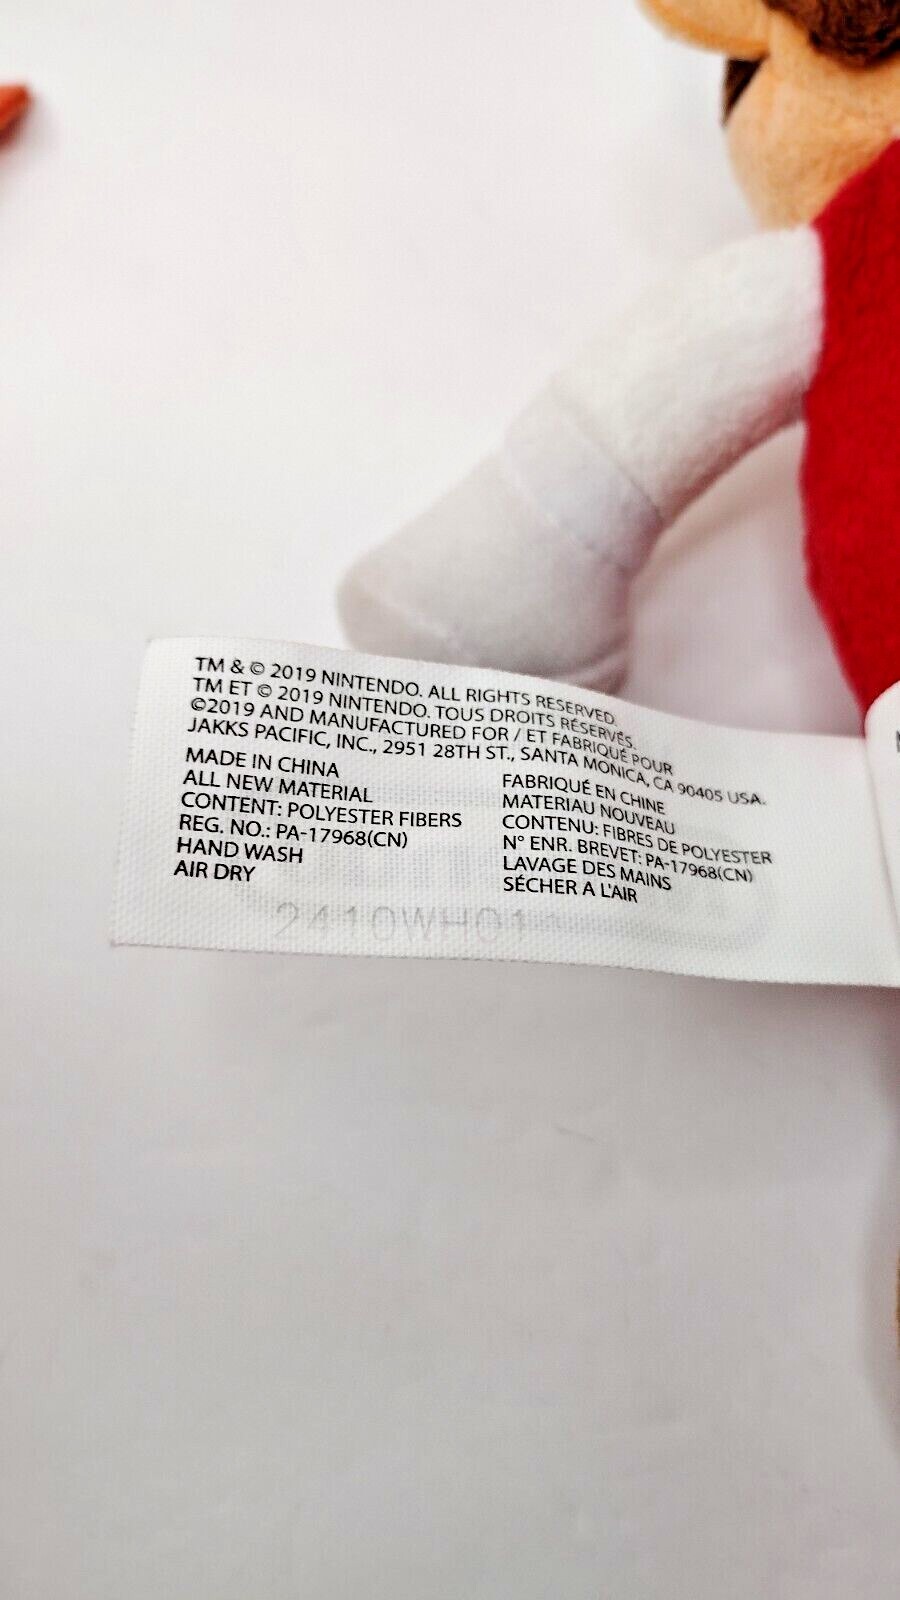 TM & © 2019 NINTENDO. ALL RIGHTS RESERVED.
TM ET © 2019 NINTENDO. TOUS DROITS RÉSERVÉS.
©2019 AND MANUFACTURED FOR / ET FABRIQUÉ POUR
JAKKS PACIFIC, INC., 2951 28TH ST., SANTA MONICA, CA 90405 USA.
MADE IN CHINA
ALL NEW MATERIAL
CONTENT: POLYESTER FIBERS
REG. NO.: PA-17968(CN)
HAND WASH
AIR DRY
FABRIQUÉ EN CHINE
MATERIAU NOUVEAU
CONTENU: FIBRES DE POLYESTER
N° ENR. BREVET: PA-17968(CN)
LAVAGE DES MAINS
SÉCHER A L'AIR
2410WH01